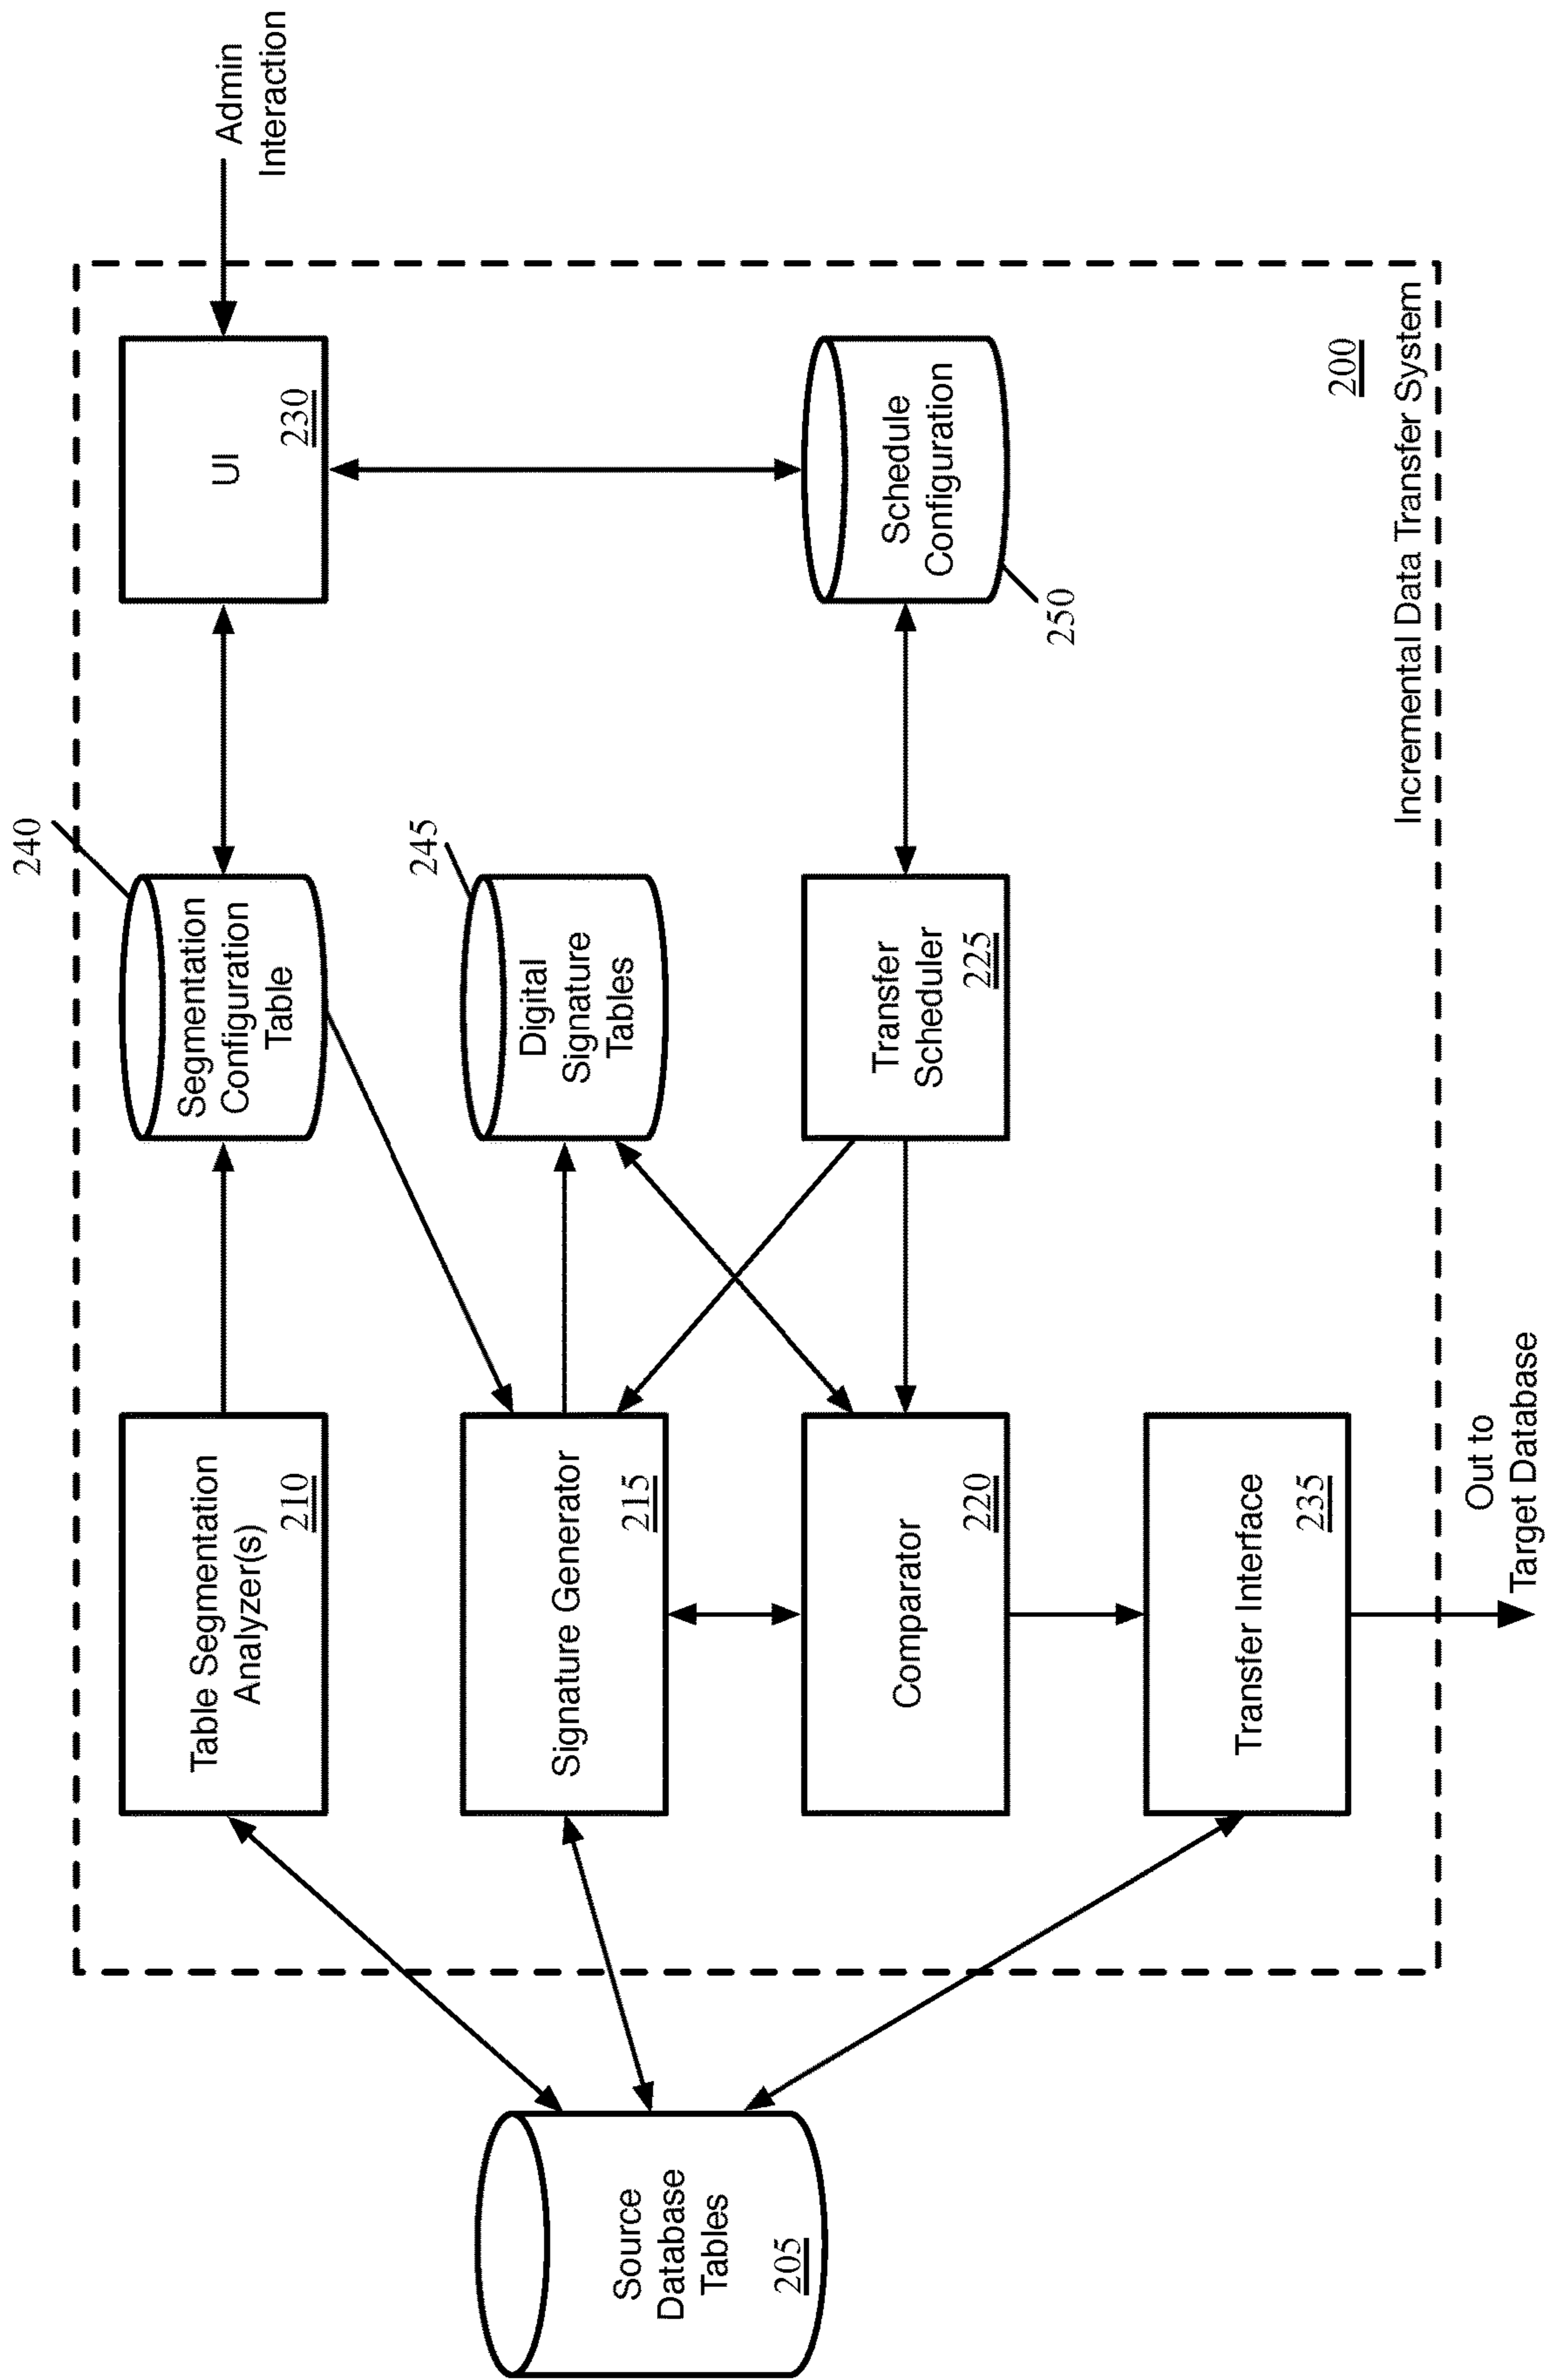 240
Admin
Interaction
Table Segmentation
Analyzer(s)
210
Segmentation
Configuration
Table
UI
230
245
Source
Database
Tables
205
Signature Generator
215
Digital
Signature
Tables
Comparator
220
Transfer
Scheduler
225
Schedule
Configuration
250
Transfer Interface
235
200
Incremental Data Transfer System
Out to
Target Database